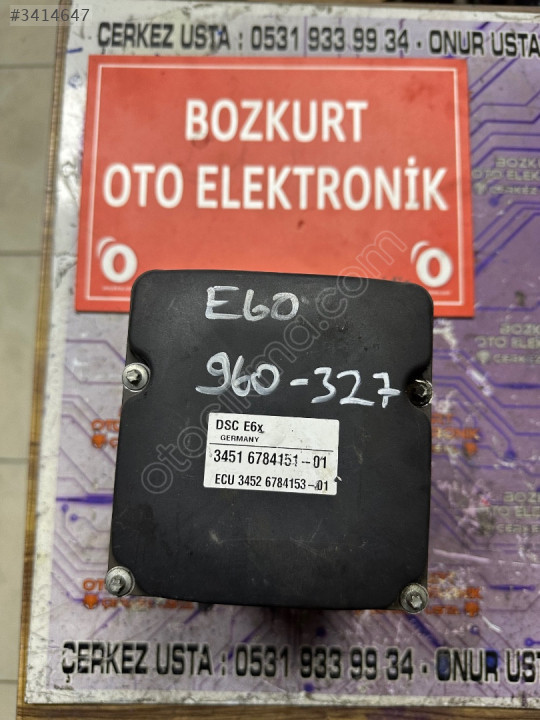 #3414647
ÇERKEZ USTA : 0531 933 99 34 - ONUR USTA
BOZKURT
OTO ELEKTRONİK
E60
960-327
DSC E6x
GERMANY
3451 6784151-01
ECU 3452 6784153-01
ÇERKEZ USTA : 0531 933 99 34 - ONUR USTA